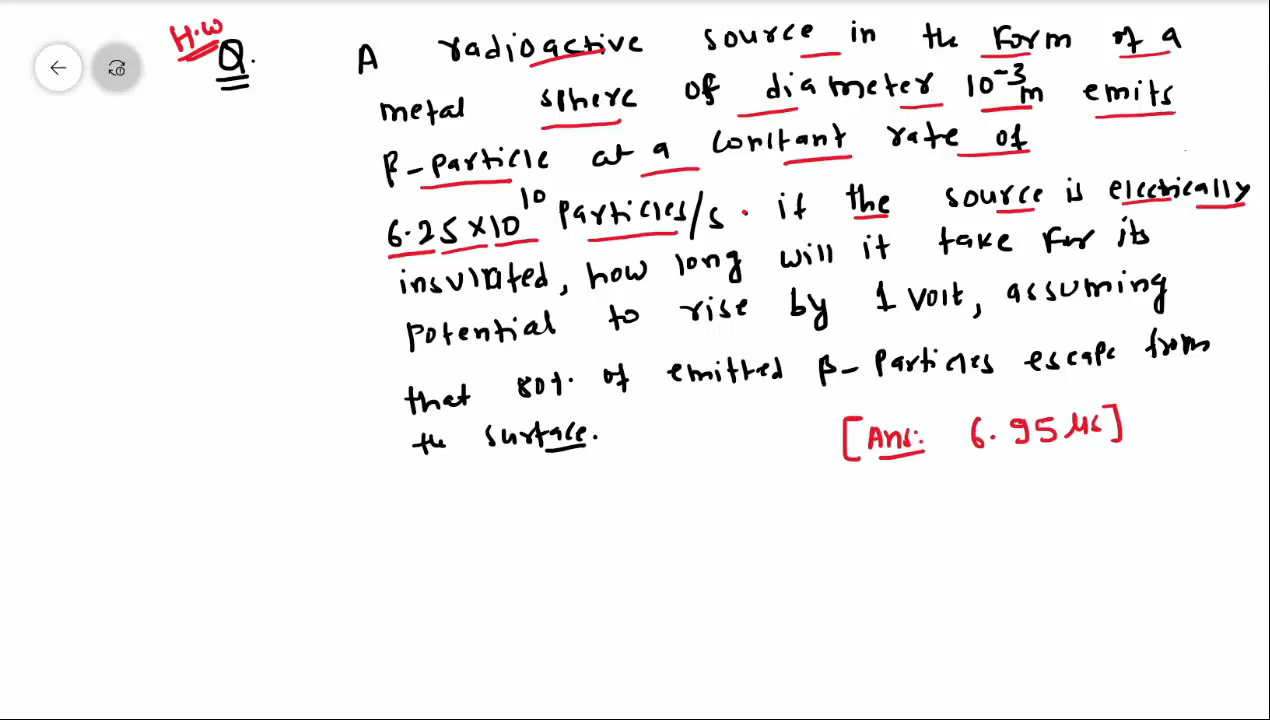 H.W
Q. A radioactive source in the form of a
metal sphere of diameter 10⁻³m emits
β-particle at a constant rate of
6.25×10¹⁰ particles/s. if the source is electically
insulated, how long will it take for its
potential to rise by 1 volt, assuming
that 80% of emitted β-particles escape from
the surface.
[Ans: 6.95 μs]